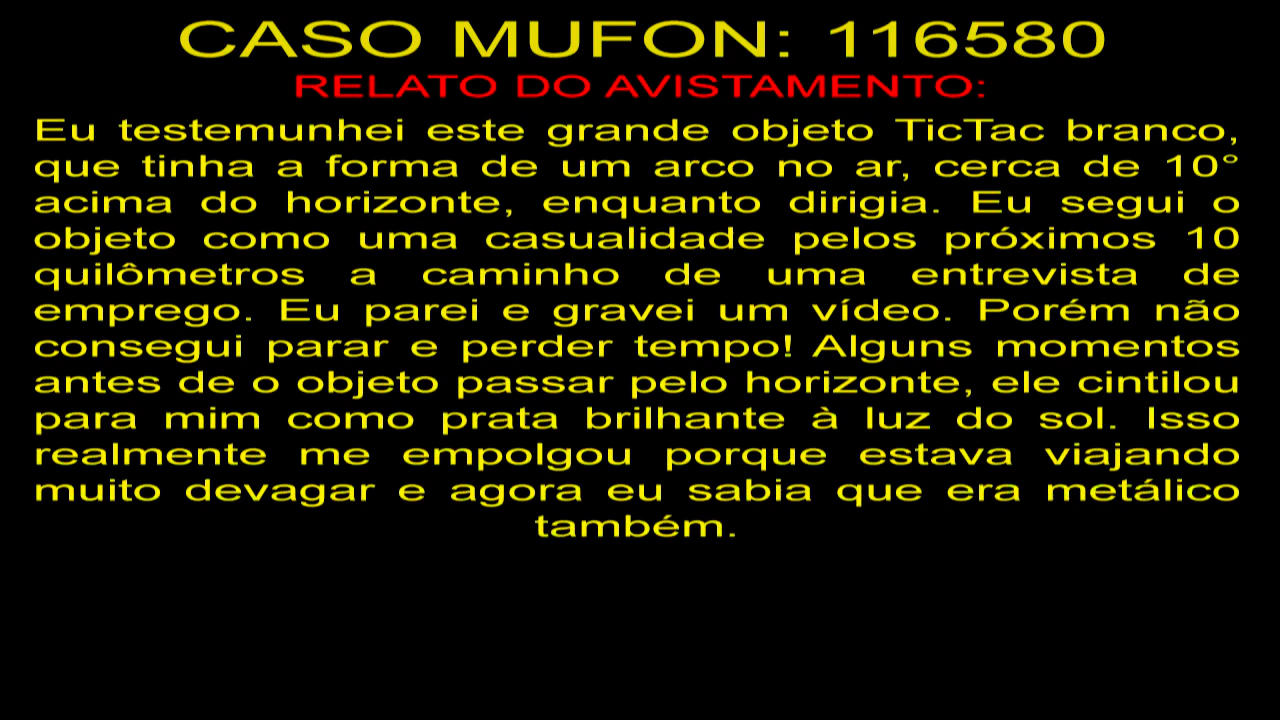 CASO MUFON: 116580
RELATO DO AVISTAMENTO:
Eu testemunhei este grande objeto TicTac branco,
que tinha a forma de um arco no ar, cerca de 10°
acima do horizonte, enquanto dirigia. Eu segui o
objeto como uma casualidade pelos próximos 10
quilômetros a caminho de uma entrevista de
emprego. Eu parei e gravei um vídeo. Porém não
consegui parar e perder tempo! Alguns momentos
antes de o objeto passar pelo horizonte, ele cintilou
para mim como prata brilhante à luz do sol. Isso
realmente me empolgou porque estava viajando
muito devagar e agora eu sabia que era metálico
também.